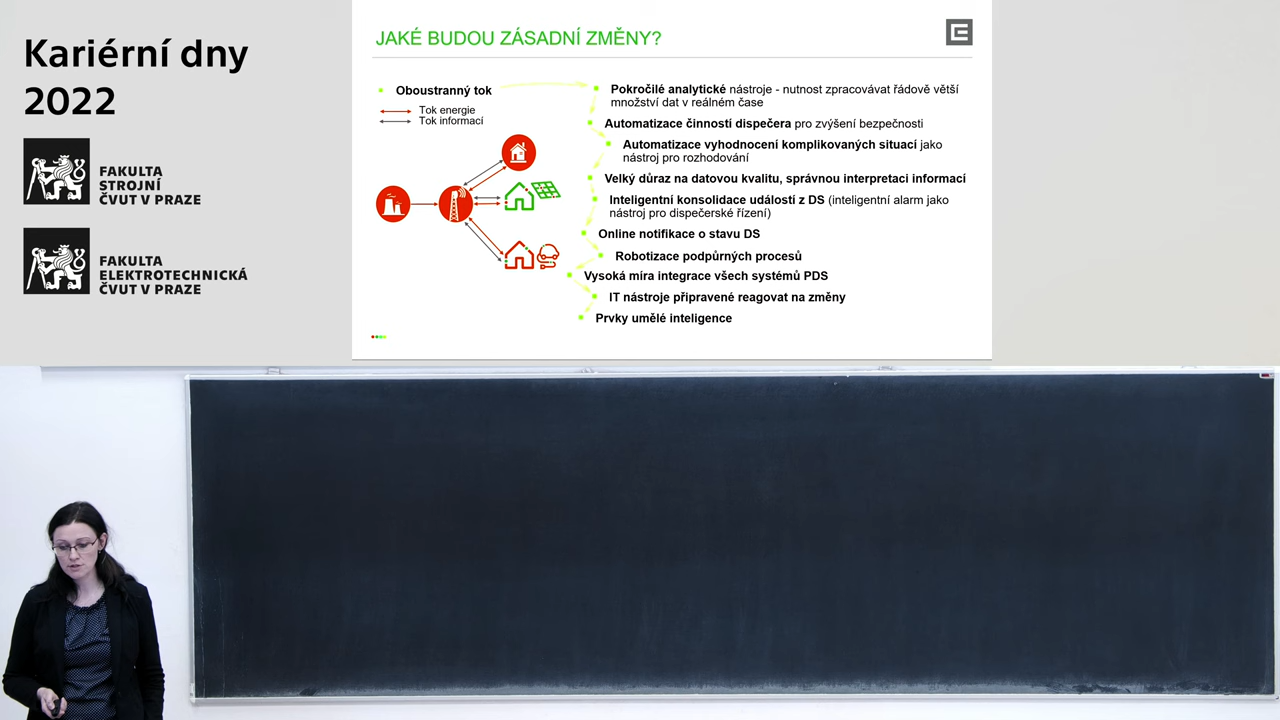 Kariérní dny
2022
FAKULTA
STROJNÍ
ČVUT V PRAZE
FAKULTA
ELEKTROTECHNICKÁ
ČVUT V PRAZE
JAKÉ BUDOU ZÁSADNÍ ZMĚNY?
Oboustranný tok
Tok energie
Tok informací
Pokročilé analytické nástroje - nutnost zpracovávat řádově větší
množství dat v reálném čase
Automatizace činností dispečera pro zvýšení bezpečnosti
Automatizace vyhodnocení komplikovaných situací jako
nástroj pro rozhodování
Velký důraz na datovou kvalitu, správnou interpretaci informací
Inteligentní konsolidace událostí z DS (inteligentní alarm jako
nástroj pro dispečerské řízení)
Online notifikace o stavu DS
Robotizace podpůrných procesů
Vysoká míra integrace všech systémů PDS
IT nástroje připravené reagovat na změny
Prvky umělé inteligence